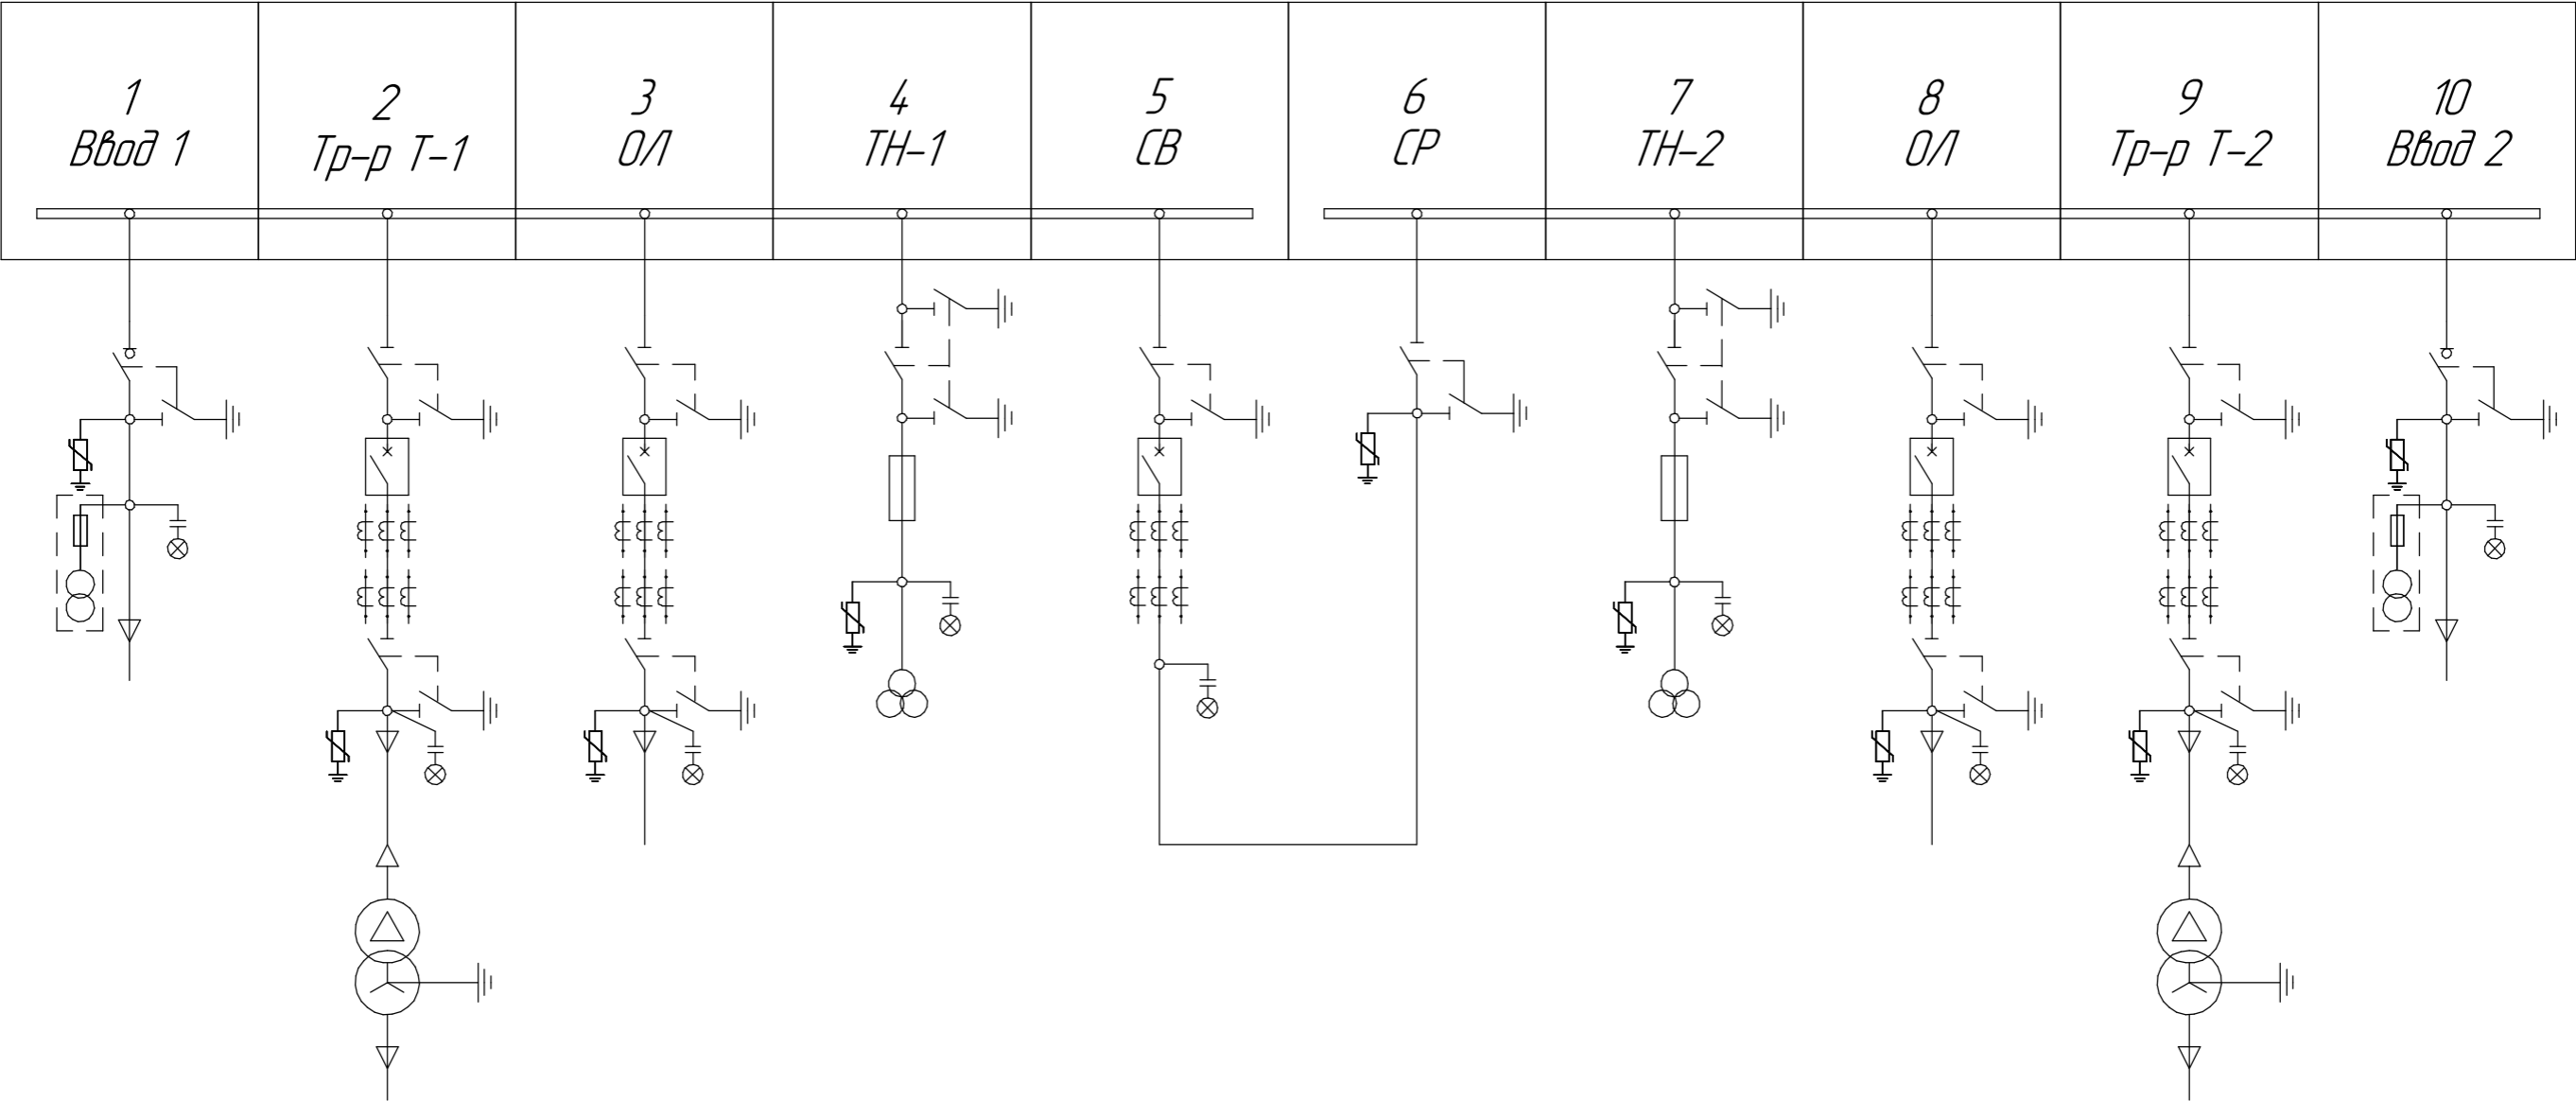 1
Ввод 1
2
Тр-р Т-1
3
ОЛ
4
ТН-1
5
СВ
6
СР
7
ТН-2
8
ОЛ
9
Тр-р Т-2
10
Ввод 2